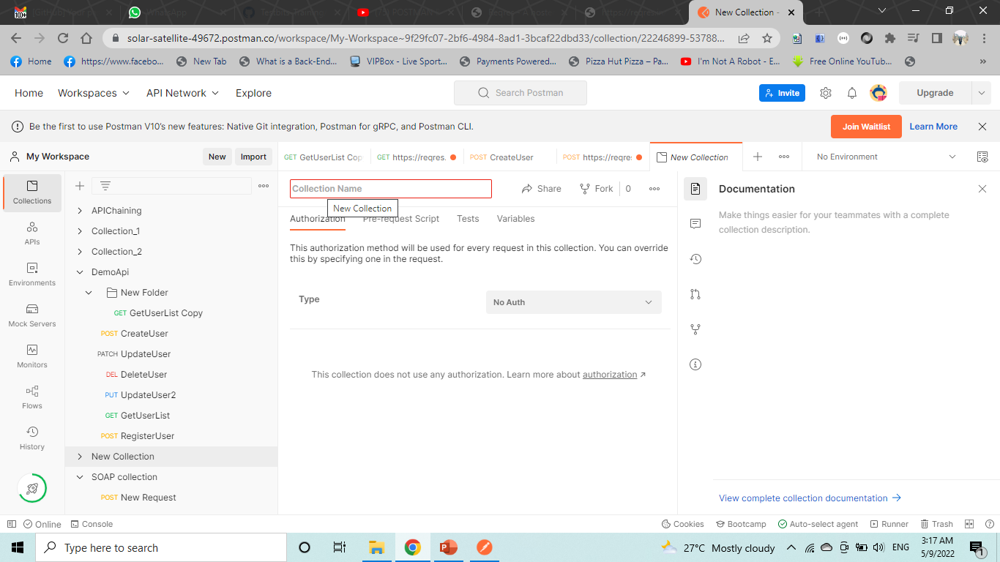 100+
New Collection -
solar-satellite-49672.postman.co/workspace/My-Workspace~9f29fc07-2bf6-4984-8ad1-3bcaf22dbd33/collection/22246899-53788...
Home
https://www.facebo...
New Tab
What is a Back-End...
VIPBox - Live Sport...
Payments Powered...
Pizza Hut Pizza – Pa...
I'm Not A Robot - E...
Free Online YouTub...
»
Home
Workspaces
API Network
Explore
Search Postman
Invite
Upgrade
Be the first to use Postman V10's new features: Native Git integration, Postman for gRPC, and Postman CLI.
Join Waitlist
Learn More
My Workspace
New
Import
GET GetUserList Cop
GET https://reqres.
POST CreateUser
POST https://reqres
New Collection
No Environment
Collections
APIs
Environments
Mock Servers
Monitors
Flows
History
APIChaining
Collection_1
Collection_2
DemoApi
New Folder
GET GetUserList Copy
POST CreateUser
PATCH UpdateUser
DEL DeleteUser
PUT UpdateUser2
GET GetUserList
POST RegisterUser
New Collection
SOAP collection
POST New Request
Collection Name
New Collection
Share
Fork
0
Authorization
Pre-request Script
Tests
Variables
This authorization method will be used for every request in this collection. You can override
this by specifying one in the request.
Type
No Auth
This collection does not use any authorization. Learn more about authorization ↗
Documentation
Make things easier for your teammates with a complete
collection description.
View complete collection documentation →
Online
Console
Cookies
Bootcamp
Auto-select agent
Runner
Trash
Type here to search
27°C Mostly cloudy
ENG
3:17 AM
5/9/2022
1